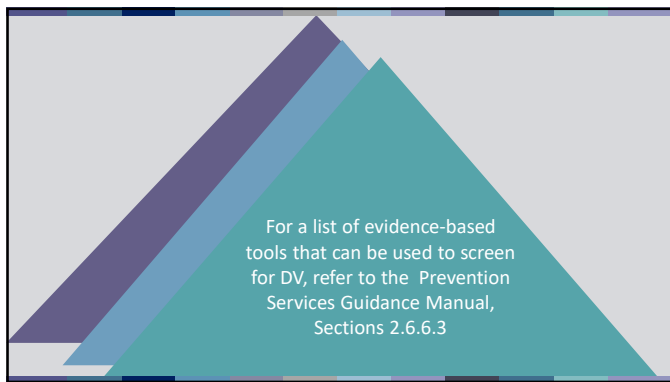 For a list of evidence-based
tools that can be used to screen
for DV, refer to the  Prevention
Services Guidance Manual,
Sections 2.6.6.3